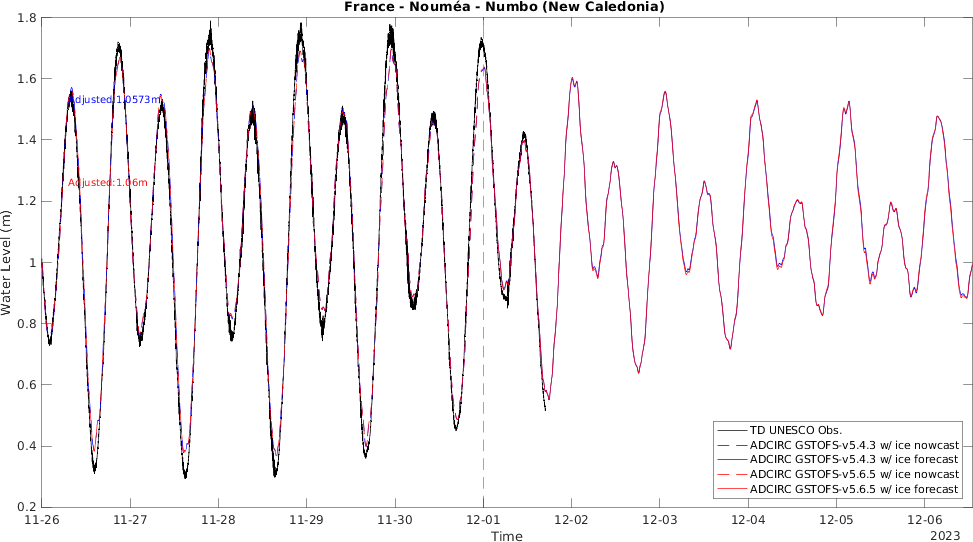 France - Nouméa - Numbo (New Caledonia)
1.8
1.6
1.4
1.2
1
0.8
0.6
0.4
0.2
Water Level (m)
Adjusted:1.0573m
Adjusted:1.06m
TD UNESCO Obs.
ADCIRC GSTOFS-v5.4.3 w/ ice nowcast
ADCIRC GSTOFS-v5.4.3 w/ ice forecast
ADCIRC GSTOFS-v5.6.5 w/ ice nowcast
ADCIRC GSTOFS-v5.6.5 w/ ice forecast
11-26 11-27 11-28 11-29 11-30 12-01 12-02 12-03 12-04 12-05 12-06
Time
2023